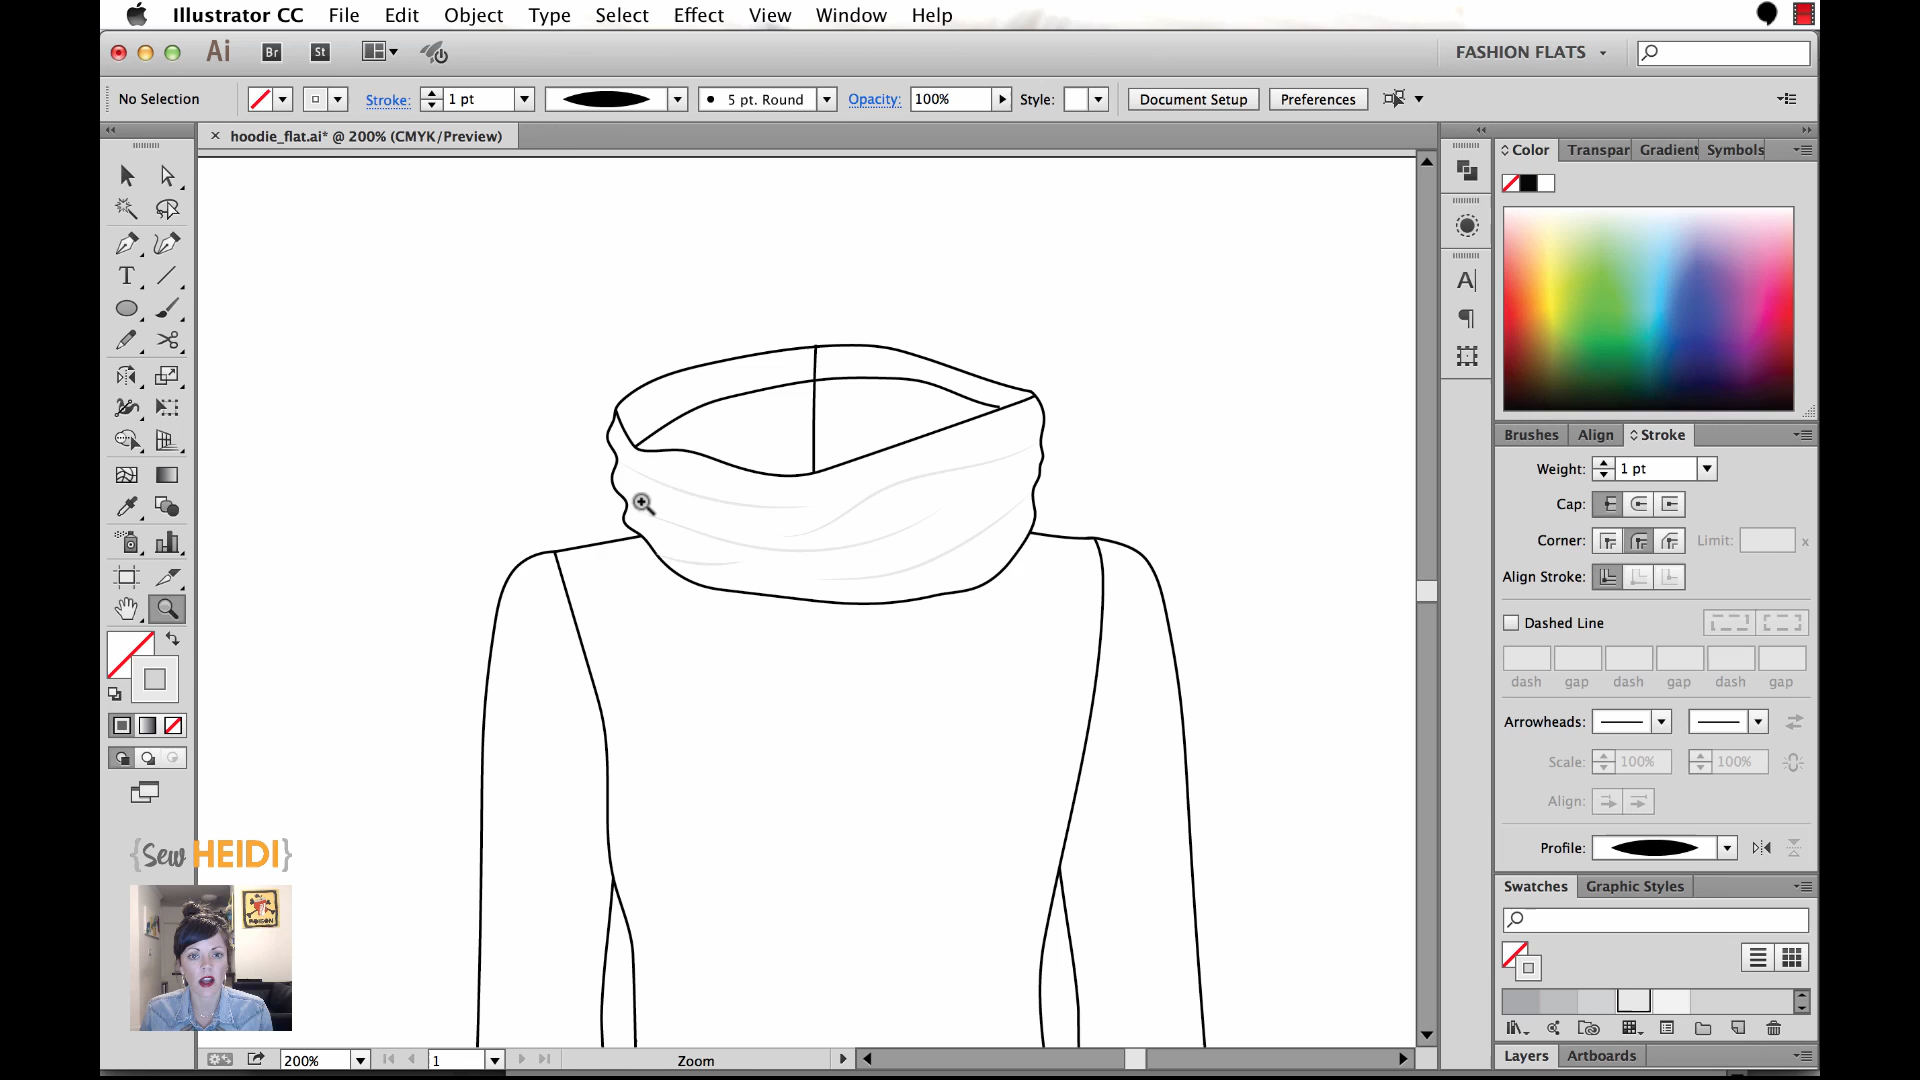 Illustrator CC File Edit Object Type Select Effect View Window Help
Ai Br St FASHION FLATS
No Selection Stroke: 1 pt 5 pt. Round Opacity: 100% Style: Document Setup Preferences
× hoodie_flat.ai* @ 200% (CMYK/Preview)
Color Transpar Gradient Symbols
Brushes Align Stroke
Weight: 1 pt
Cap:
Corner: Limit: x
Align Stroke:
Dashed Line
dash gap dash gap dash gap
Arrowheads:
Scale: 100% 100%
Align:
Profile:
{Sew HEIDI}
POISON
Swatches Graphic Styles
Layers Artboards
200% 1 Zoom